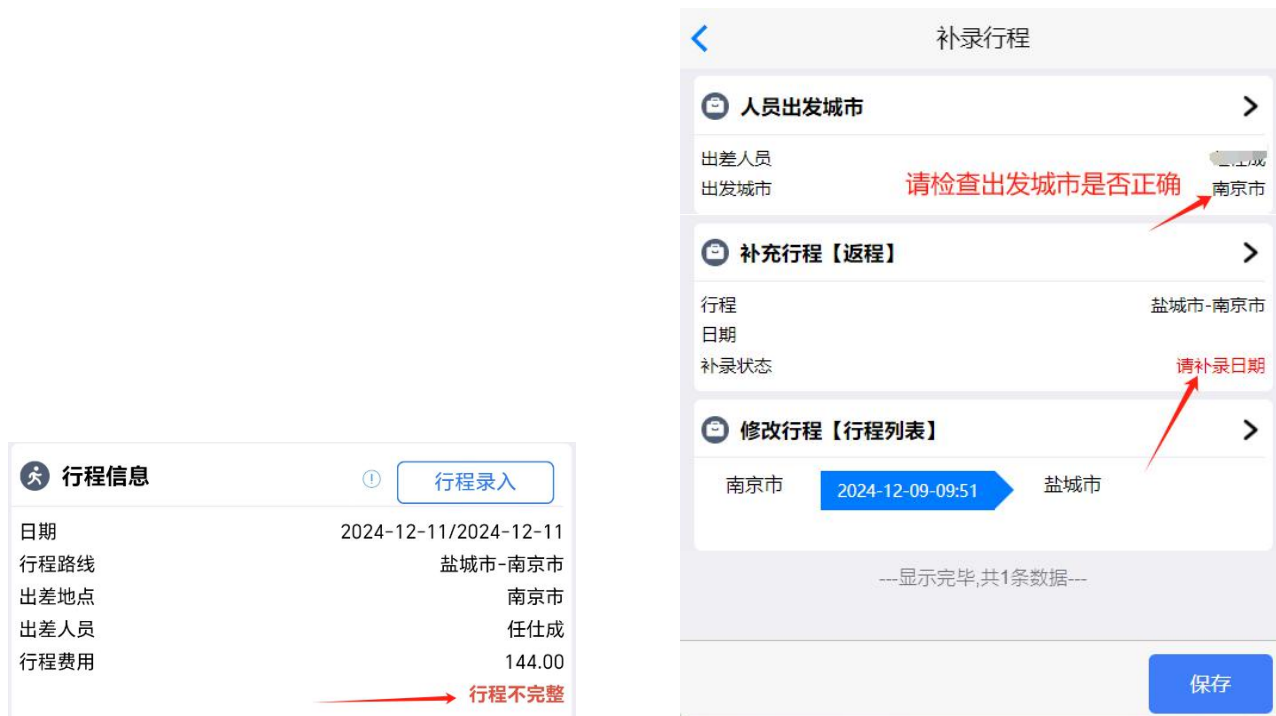 行程信息
行程录入
日期
2024-12-11/2024-12-11
行程路线
盐城市-南京市
出差地点
南京市
出差人员
任仕成
行程费用
144.00
行程不完整
补录行程
人员出发城市
出差人员
出发城市
请检查出发城市是否正确
南京市
补充行程【返程】
行程
盐城市-南京市
日期
补录状态
请补录日期
修改行程【行程列表】
南京市
2024-12-09-09:51
盐城市
---显示完毕,共1条数据---
保存